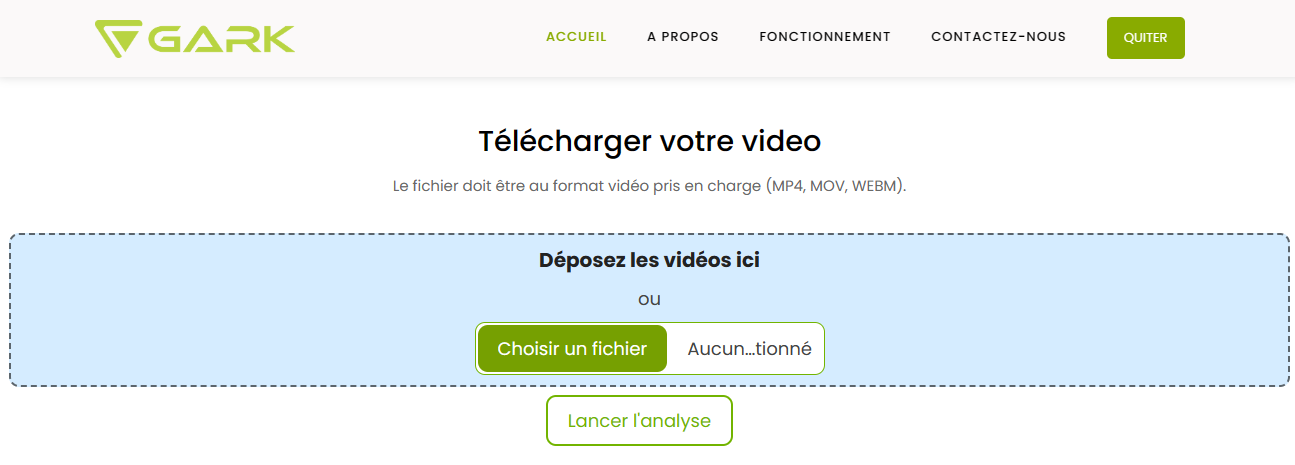 GARK
ACCUEIL A PROPOS FONCTIONNEMENT CONTACTEZ-NOUS QUITER
Télécharger votre video
Le fichier doit être au format vidéo pris en charge (MP4, MOV, WEBM).
Déposez les vidéos ici
ou
Choisir un fichier Aucun...tionné
Lancer l'analyse